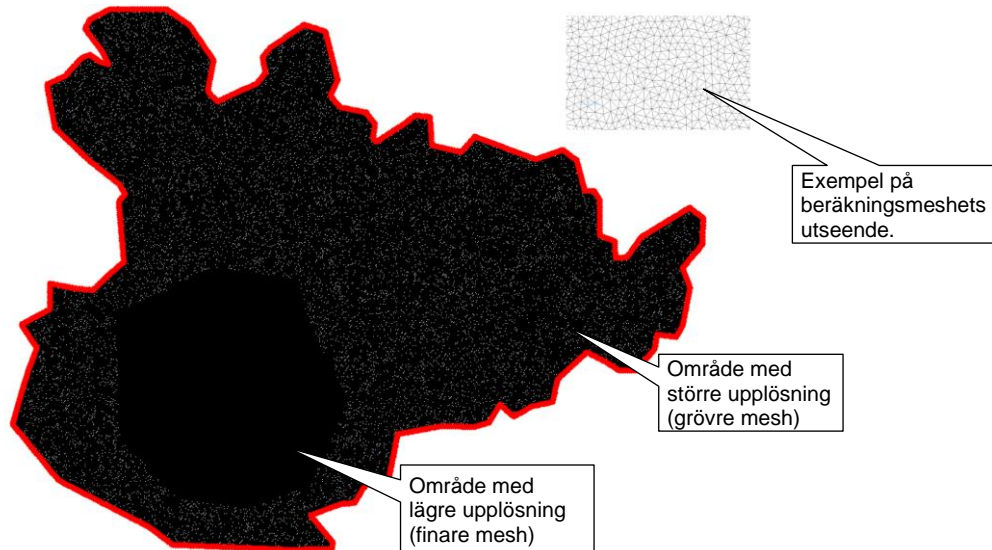 Exempel på
beräkningsmeshets
utseende.
Område med
större upplösning
(grövre mesh)
Område med
lägre upplösning
(finare mesh)